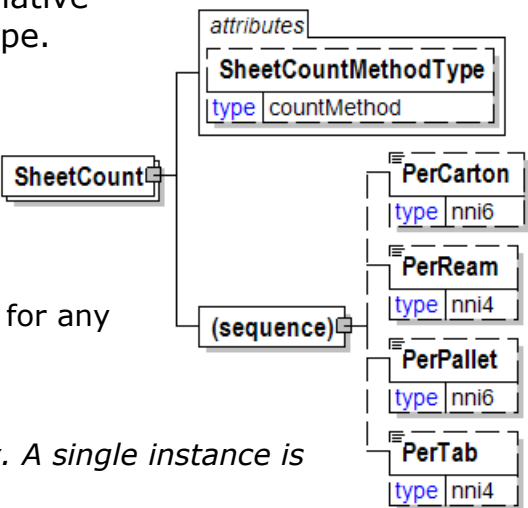 native
pe.
attributes
SheetCountMethodType
type countMethod
SheetCount
PerCarton
type nni6
PerReam
type nni4
for any
(sequence)
PerPallet
type nni6
. A single instance is
PerTab
type nni4